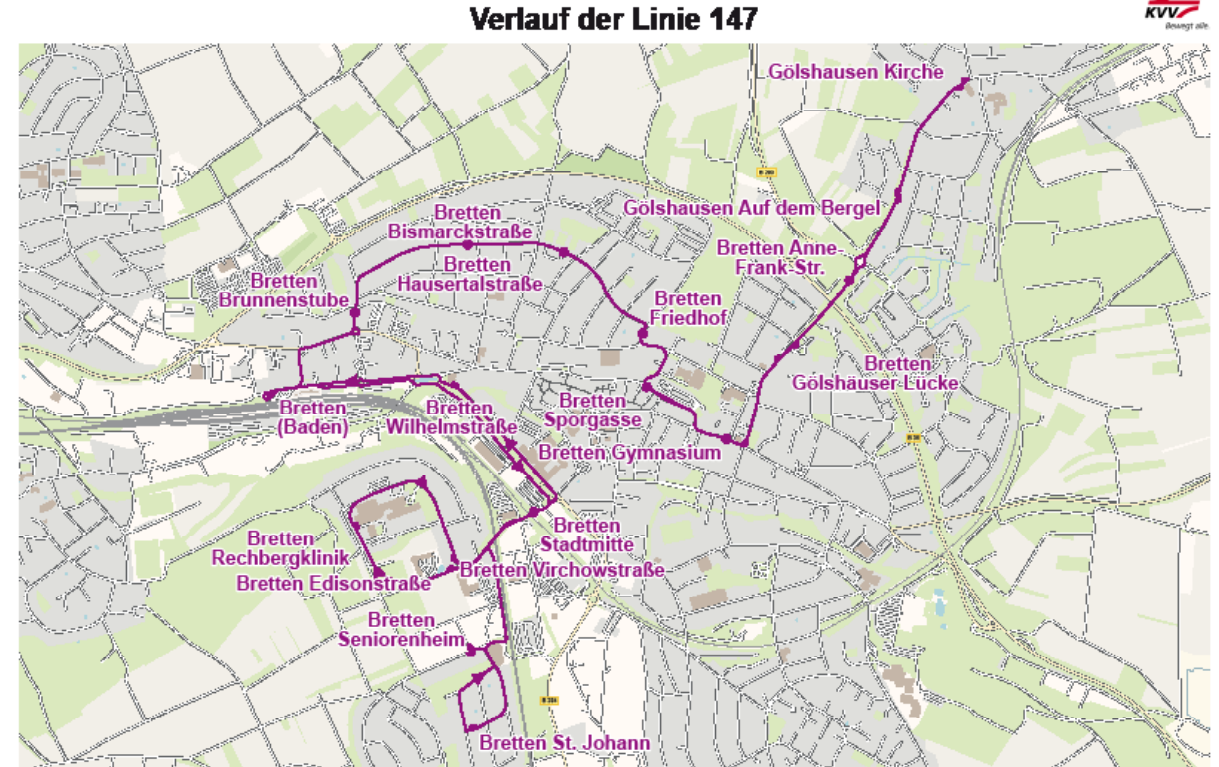 Verlauf der Linie 147
KVV
Bewegt alle.
Gölshausen Kirche
Gölshausen Auf dem Bergel
Bretten
Bismarckstraße
Bretten Anne-
Frank-Str.
Bretten
Hausertalstraße
Bretten
Brunnenstube
Bretten
Friedhof
Bretten
Gölshäuser Lücke
Bretten
(Baden)
Bretten
Wilhelmstraße
Bretten
Sporgasse
Bretten Gymnasium
Bretten
Stadtmitte
Bretten
Rechbergklinik
Bretten Virchowstraße
Bretten Edisonstraße
Bretten
Seniorenheim
Bretten St. Johann